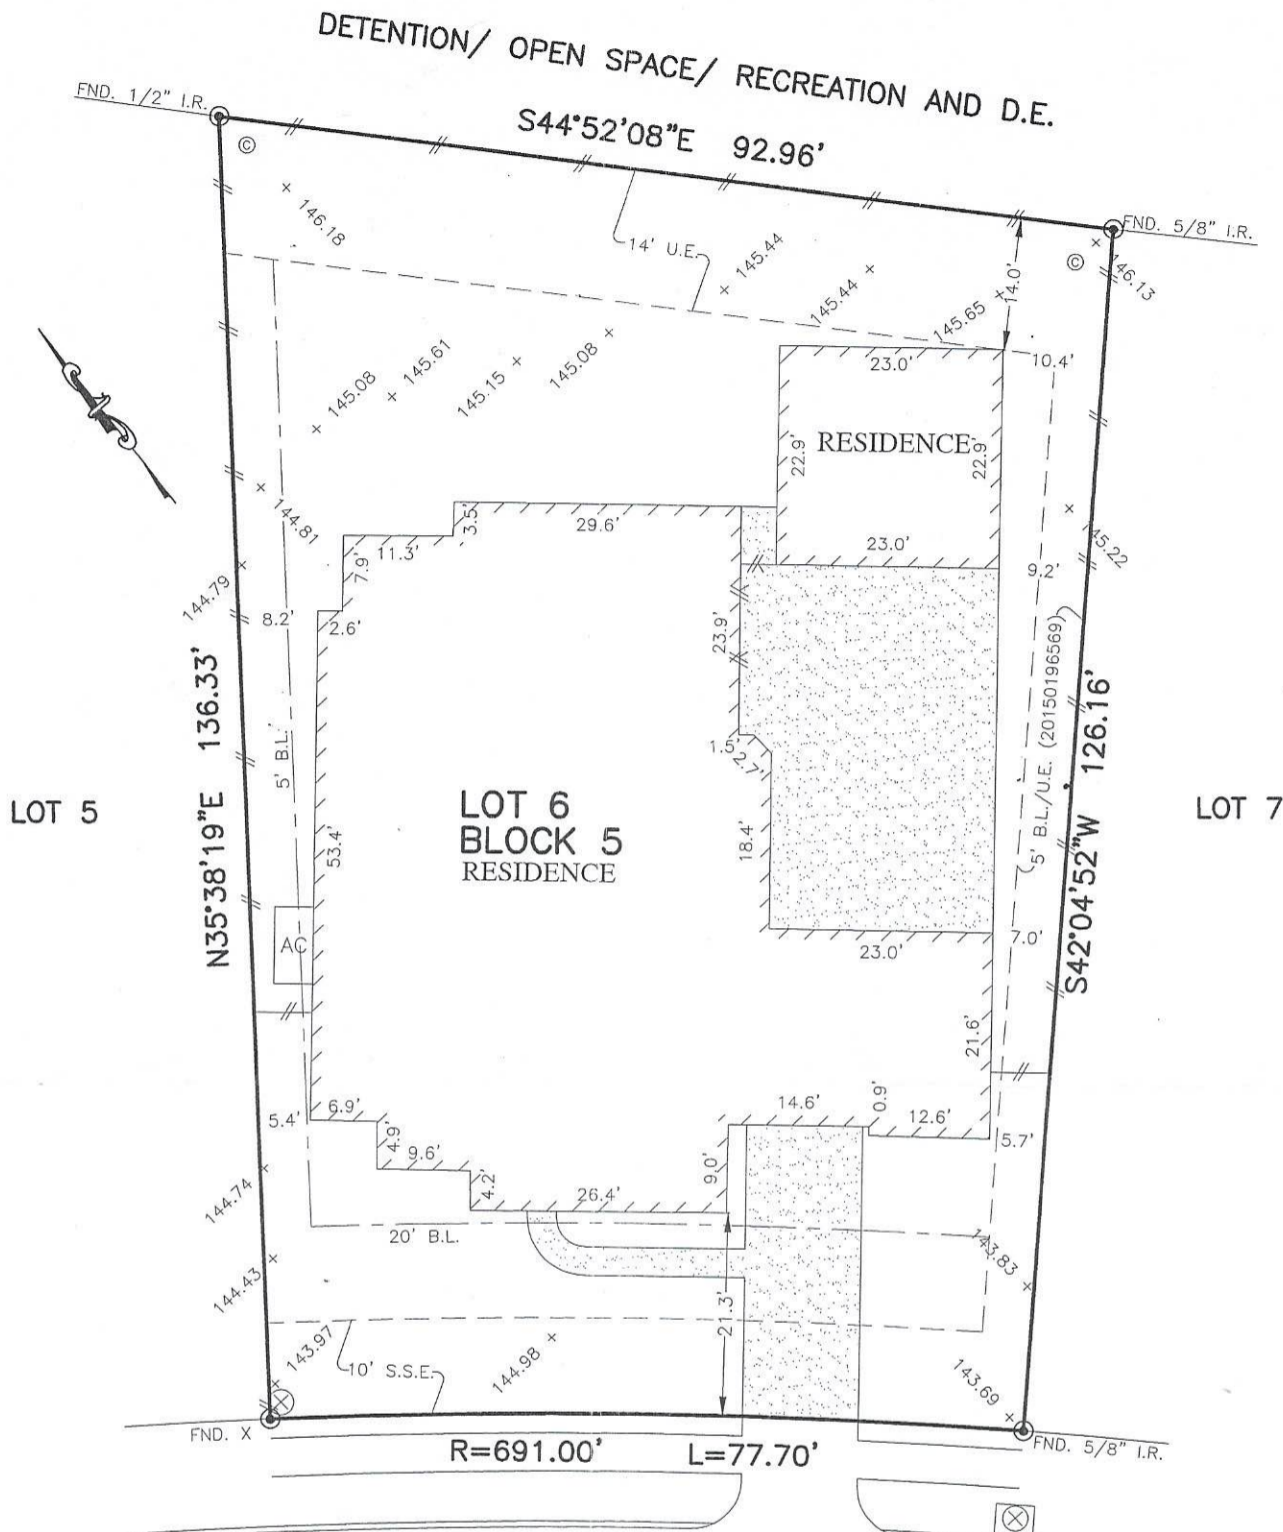 DETENTION/ OPEN SPACE/ RECREATION AND D.E.
FND. 1/2" I.R.
S44°52'08"E 92.96'
FND. 5/8" I.R.
©
©
146.18
14' U.E.
145.44
145.44
145.65
14.0'
146.13
145.08
145.61
145.15
145.08
23.0'
10.4'
RESIDENCE
22.9'
22.9'
144.81
3.5'
29.6'
11.3'
7.9'
23.0'
45.22
9.2'
144.79
8.2'
2.6'
23.9'
N35°38'19"E 136.33'
5' B.L.
1.5'
2.7'
5' B.L./U.E. (20150196569)
S42°04'52"W 126.16'
LOT 5
LOT 6
BLOCK 5
RESIDENCE
LOT 7
53.4'
18.4'
AC
23.0'
7.0'
21.6'
6.9'
5.4'
4.9'
9.6'
4.2'
26.4'
14.6'
0.9'
12.6'
5.7'
9.0'
144.74
20' B.L.
143.83
144.43
21.3'
143.97
10' S.S.E.
144.98
143.69
FND. X
R=691.00' L=77.70'
FND. 5/8" I.R.